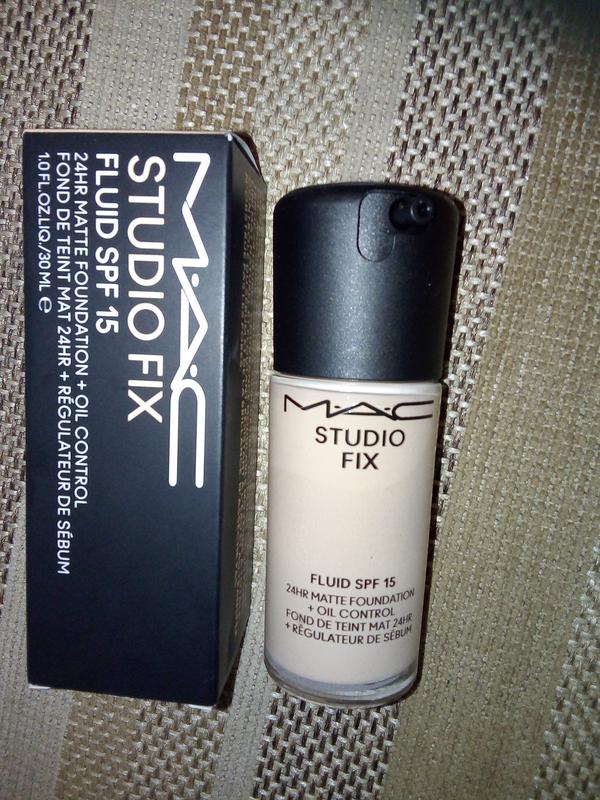 M·A·C
STUDIO FIX
FLUID SPF 15
24HR MATTE FOUNDATION + OIL CONTROL
FOND DE TEINT MAT 24HR + RÉGULATEUR DE SÉBUM
1.0 FL.OZ.LIQ./30 ML ℮
M·A·C
STUDIO
FIX
FLUID SPF 15
24HR MATTE FOUNDATION
+ OIL CONTROL
FOND DE TEINT MAT 24HR
+ RÉGULATEUR DE SÉBUM